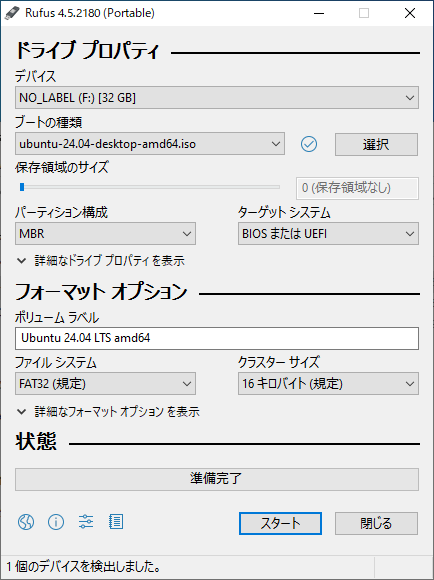 Rufus 4.5.2180 (Portable)
ドライブ プロパティ
デバイス
NO_LABEL (F:) [32 GB]
ブートの種類
ubuntu-24.04-desktop-amd64.iso
選択
保存領域のサイズ
0 (保存領域なし)
パーティション構成
ターゲット システム
MBR
BIOS または UEFI
詳細なドライブ プロパティを表示
フォーマット オプション
ボリューム ラベル
Ubuntu 24.04 LTS amd64
ファイル システム
クラスター サイズ
FAT32 (規定)
16 キロバイト (規定)
詳細なフォーマット オプションを表示
状態
準備完了
スタート
閉じる
1 個のデバイスを検出しました。